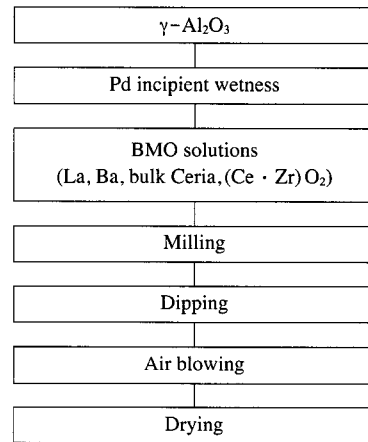 γ-Al₂O₃
Pd incipient wetness
BMO solutions
(La, Ba, bulk Ceria, (Ce · Zr) O₂)
Milling
Dipping
Air blowing
Drying